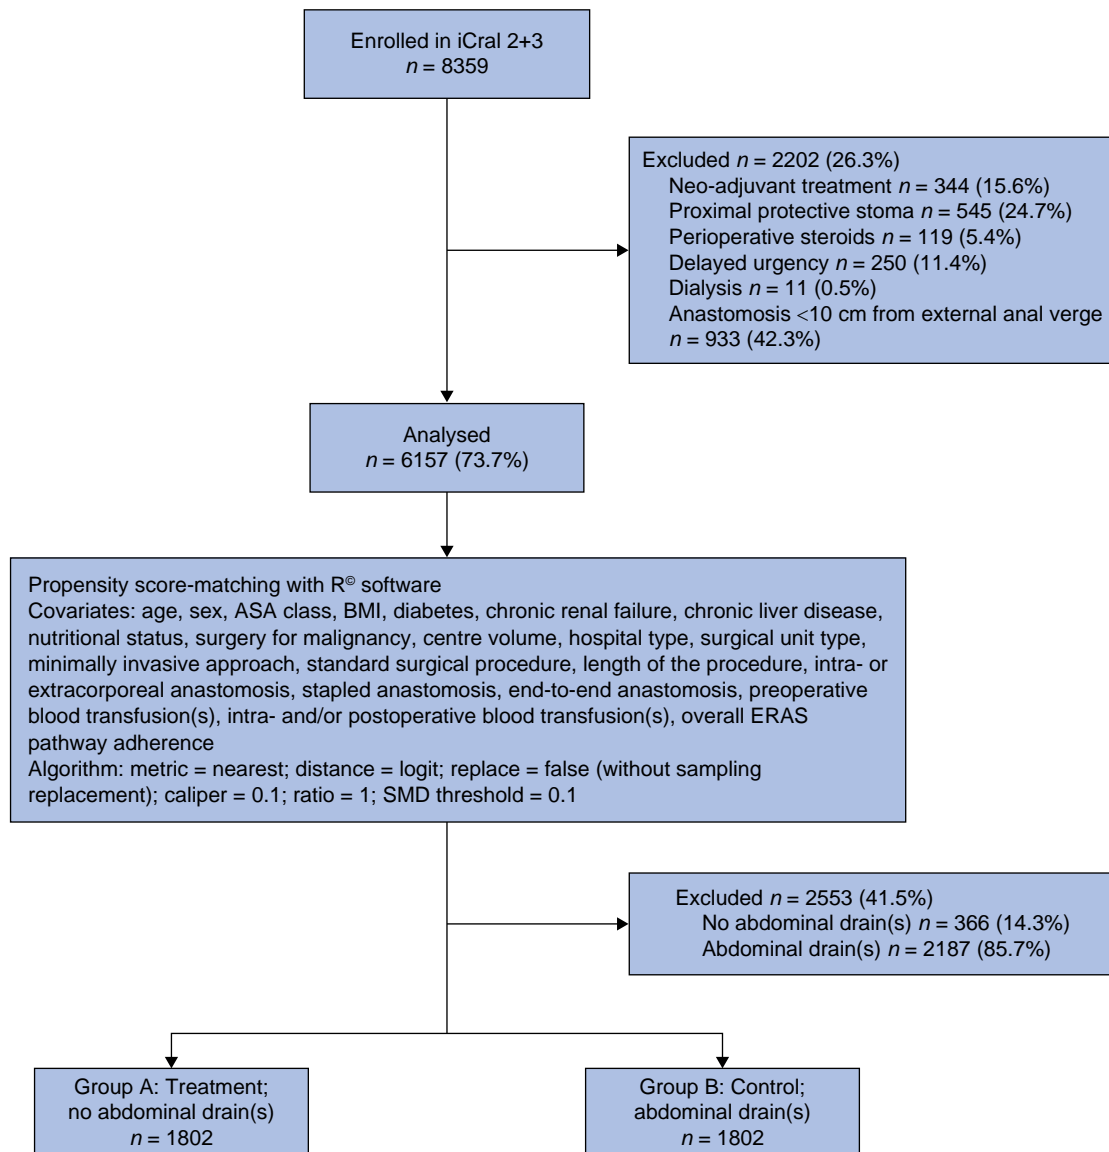 Enrolled in iCral 2+3
n = 8359
Excluded n = 2202 (26.3%)
Neo-adjuvant treatment n = 344 (15.6%)
Proximal protective stoma n = 545 (24.7%)
Perioperative steroids n = 119 (5.4%)
Delayed urgency n = 250 (11.4%)
Dialysis n = 11 (0.5%)
Anastomosis <10 cm from external anal verge
n = 933 (42.3%)
Analysed
n = 6157 (73.7%)
Propensity score-matching with R© software
Covariates: age, sex, ASA class, BMI, diabetes, chronic renal failure, chronic liver disease,
nutritional status, surgery for malignancy, centre volume, hospital type, surgical unit type,
minimally invasive approach, standard surgical procedure, length of the procedure, intra- or
extracorporeal anastomosis, stapled anastomosis, end-to-end anastomosis, preoperative
blood transfusion(s), intra- and/or postoperative blood transfusion(s), overall ERAS
pathway adherence
Algorithm: metric = nearest; distance = logit; replace = false (without sampling
replacement); caliper = 0.1; ratio = 1; SMD threshold = 0.1
Excluded n = 2553 (41.5%)
No abdominal drain(s) n = 366 (14.3%)
Abdominal drain(s) n = 2187 (85.7%)
Group A: Treatment;
no abdominal drain(s)
n = 1802
Group B: Control;
abdominal drain(s)
n = 1802